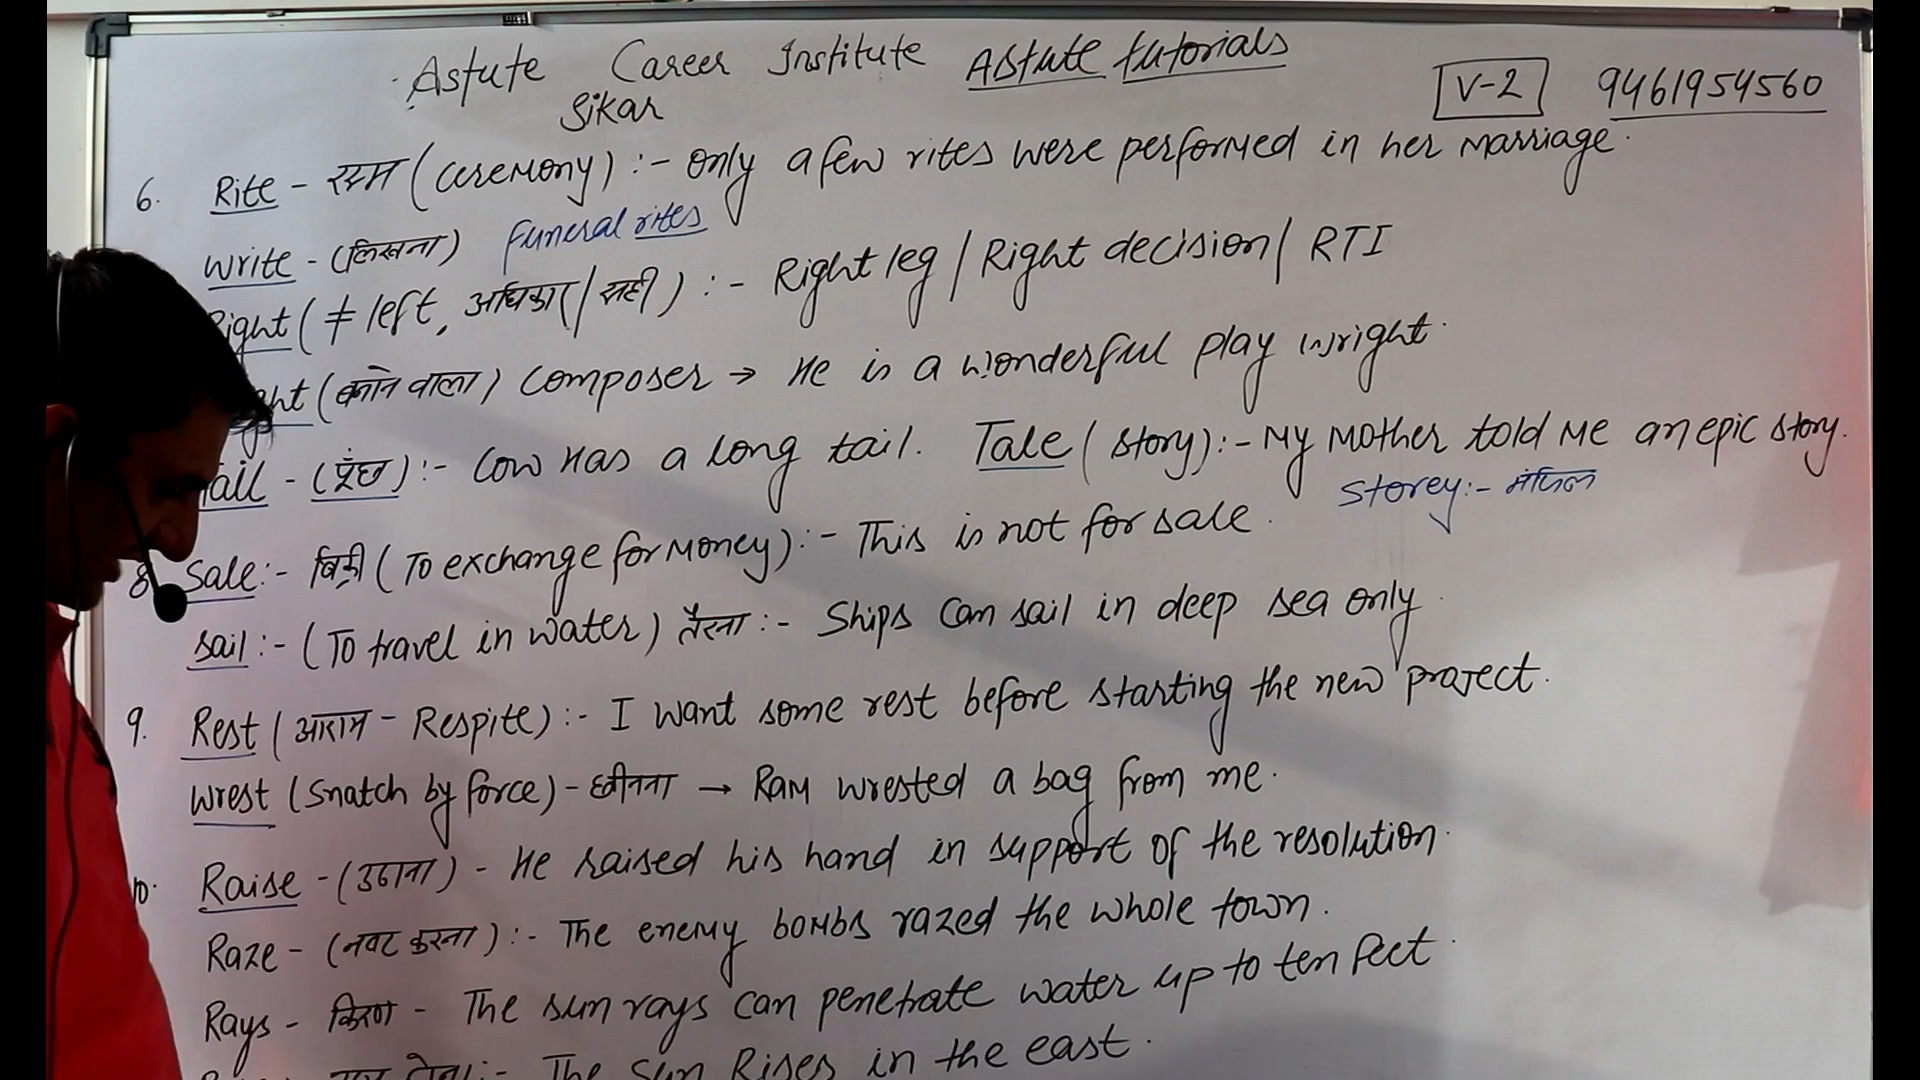 Astute Career Institute Astute tutorials
Sikar
V-2 9461954560
6. Rite - रस्म (ceremony) :- only a few rites were performed in her marriage.
Write - (लिखना) Funeral rites
Right (≠ left, अधिकार/सही) :- Right leg / Right decision / RTI
(बनाने वाला) Composer → He is a wonderful play wright.
Tail - (पूंछ) :- Cow has a long tail. Tale (story) :- My mother told me an epic story.
Storey :- मंजिल
8. Sale :- बिक्री (To exchange for money) :- This is not for sale.
Sail :- (To travel in water) तैरना :- Ships can sail in deep sea only.
9. Rest (आराम - Respite) :- I want some rest before starting the new project.
Wrest (Snatch by force) - छीनना → Ram wrested a bag from me.
10. Raise - (उठाना) - He raised his hand in support of the resolution.
Raze - (नष्ट करना) :- The enemy bombs razed the whole town.
Rays - किरण - The sun rays can penetrate water up to ten feet.
:- The Sun Rises in the east.